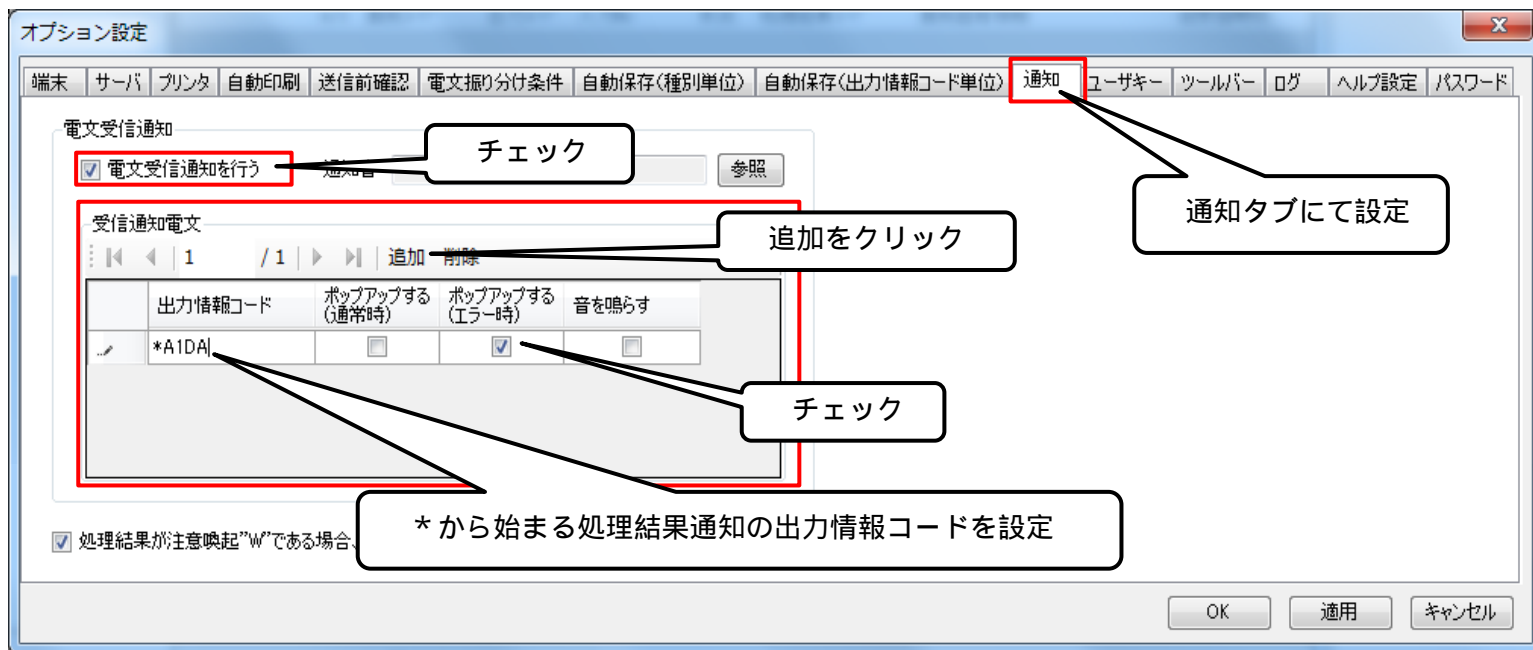 オプション設定
端末 サーバ プリンタ 自動印刷 送信前確認 電文振り分け条件 自動保存(種別単位) 自動保存(出力情報コード単位) 通知 ユーザキー ツールバー ログ ヘルプ設定 パスワード
電文受信通知
電文受信通知を行う
チェック
参照
通知タブにて設定
受信通知電文
追加をクリック
1 / 1 追加 削除
出力情報コード ポップアップする(通常時) ポップアップする(エラー時) 音を鳴らす
*A1DA
チェック
*から始まる処理結果通知の出力情報コードを設定
処理結果が注意喚起"W"である場合、
OK 適用 キャンセル